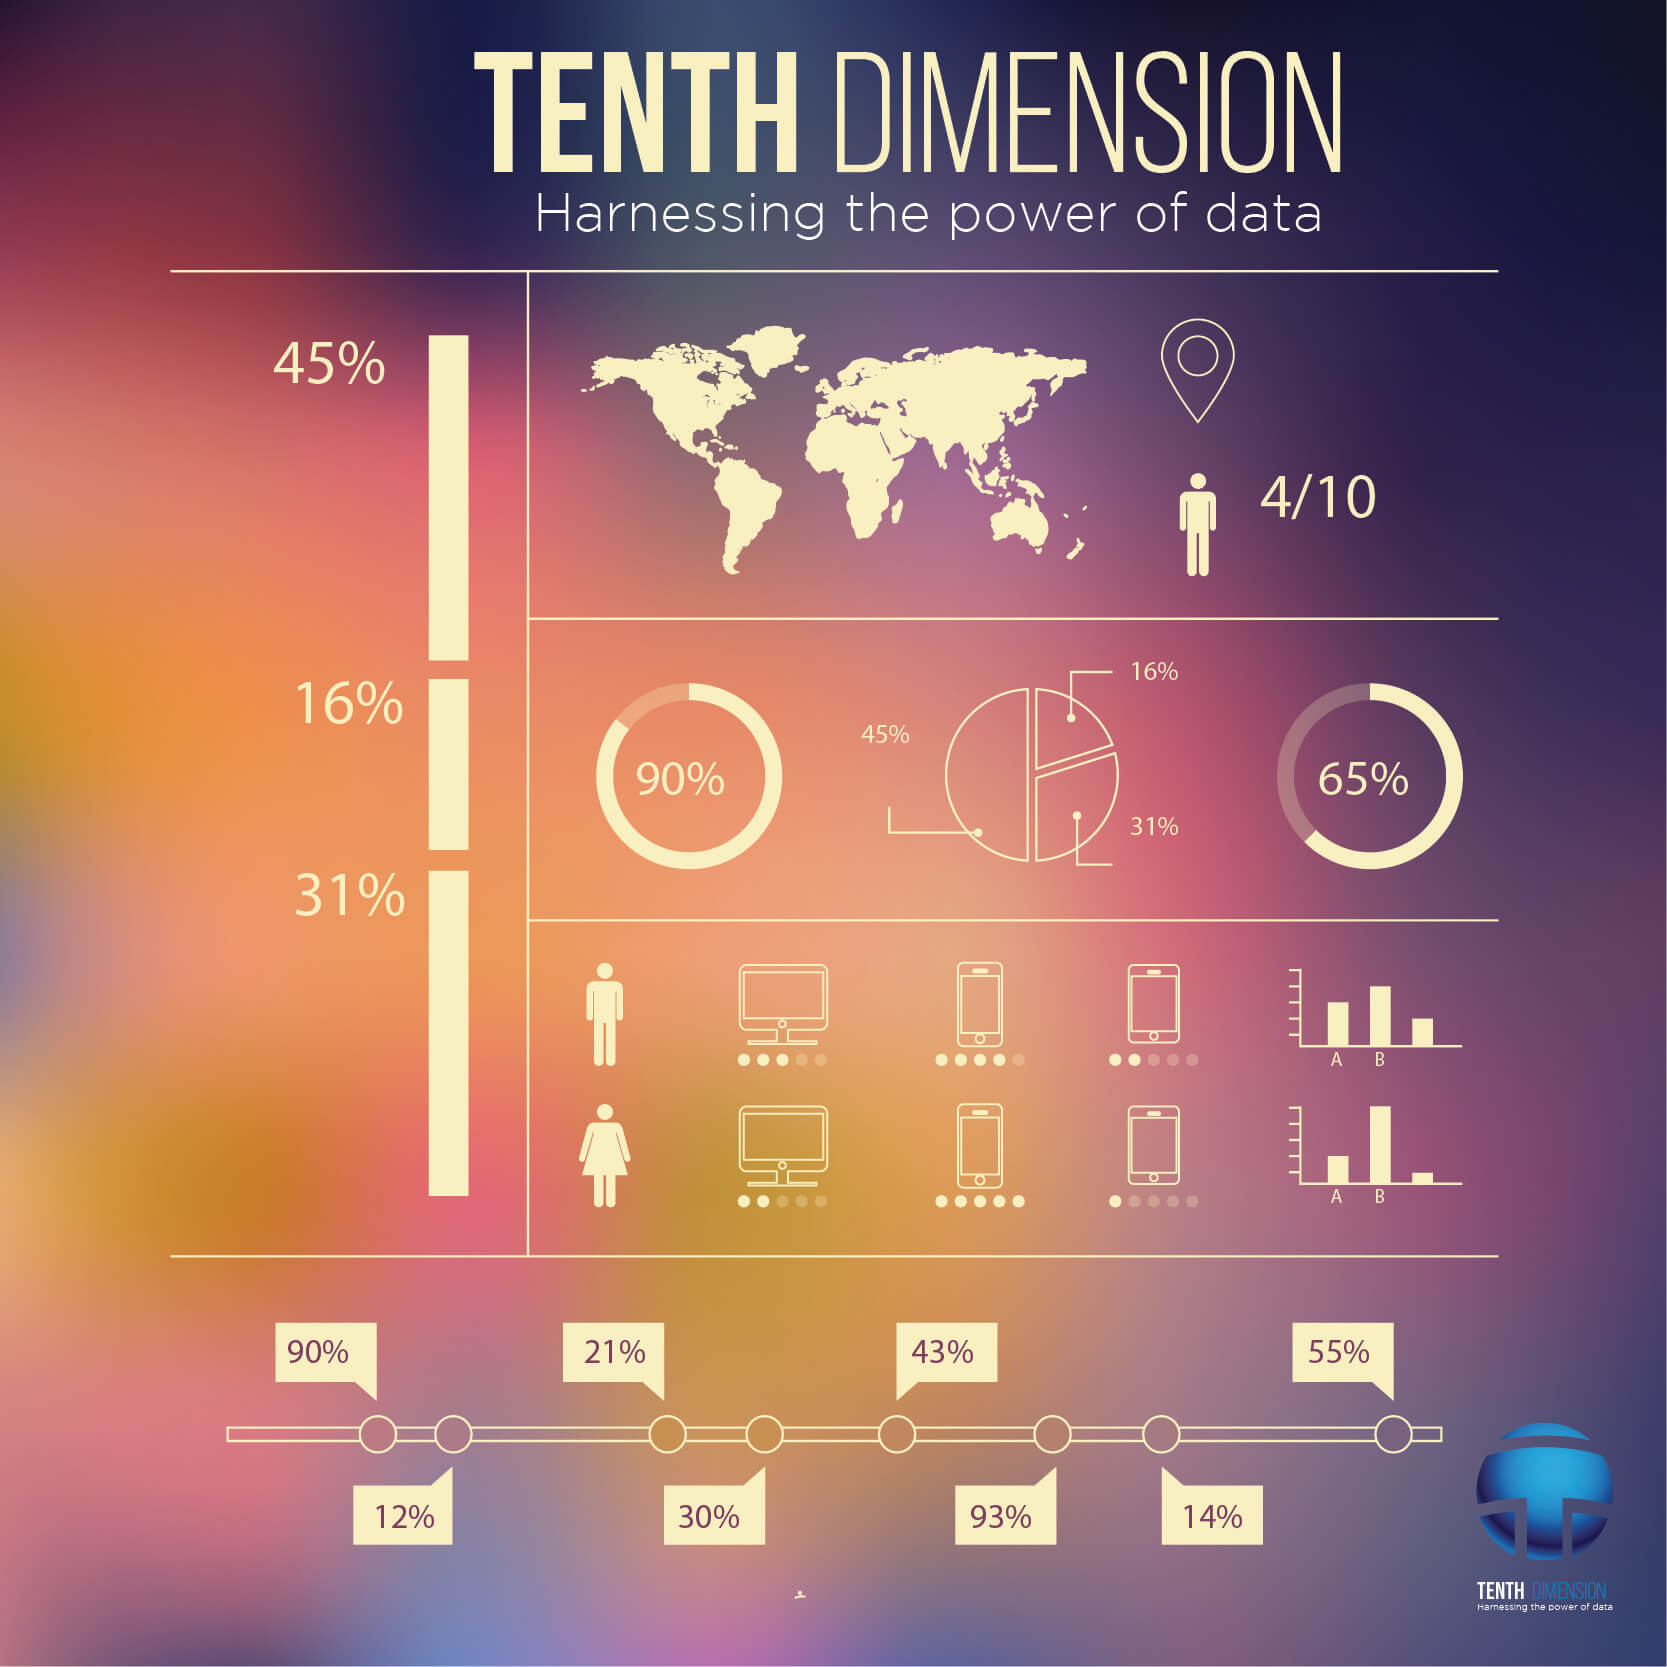 TENTH DIMENSION
Harnessing the power of data
45%
16%
31%
4/10
90%
45%
16%
31%
65%
A B
A B
90%
21%
43%
55%
12%
30%
93%
14%
TENTH DIMENSION
Harnessing the power of data